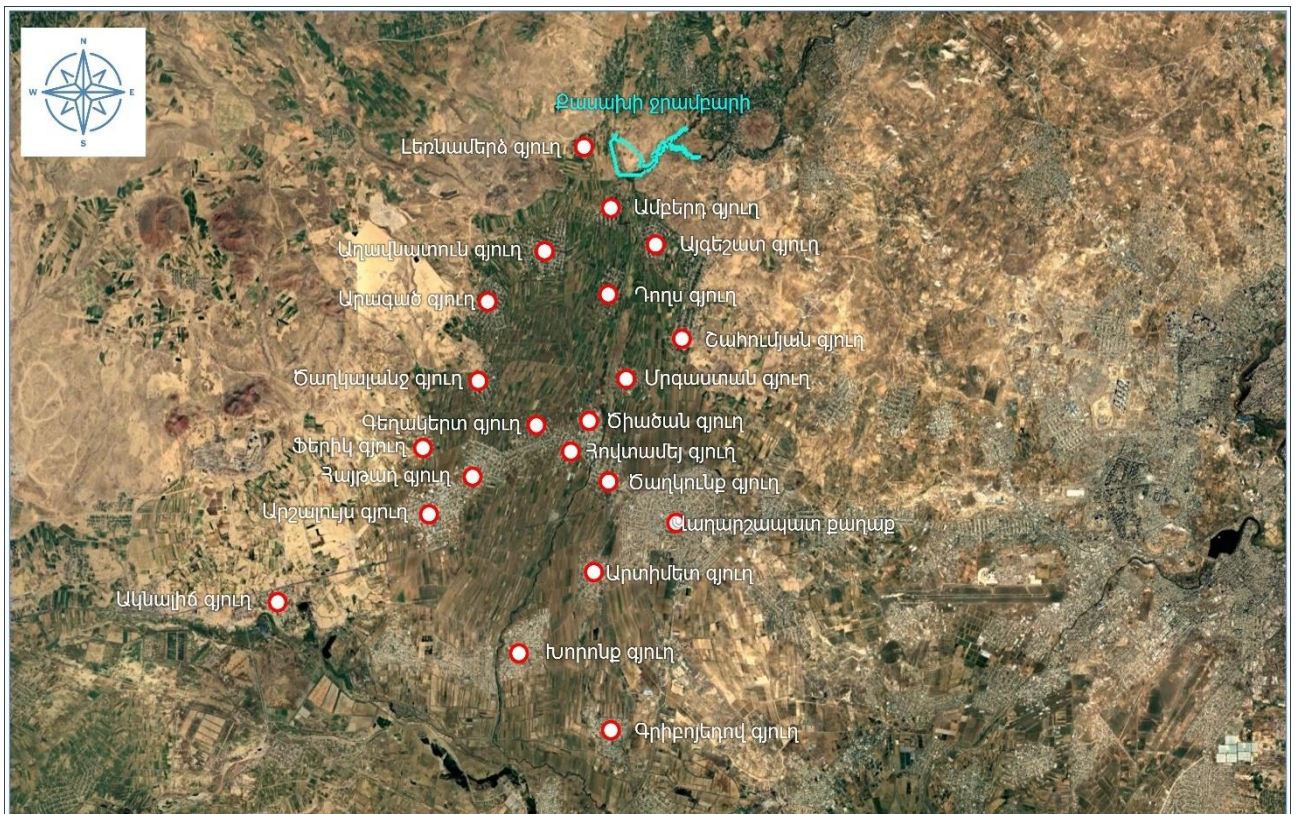 N
W
E
S
Քասախի ջրամբարի
Լեռնամերձ գյուղ
Ամբերդ գյուղ
Այգեշատ գյուղ
Աղավնատուն գյուղ
Դողս գյուղ
Արագած գյուղ
Շահումյան գյուղ
Մրգաստան գյուղ
Ծաղկալանջ գյուղ
Ծիածան գյուղ
Գեղակերտ գյուղ
Ֆերիկ գյուղ
Հովտամեջ գյուղ
Հայթաղ գյուղ
Ծաղկունք գյուղ
Արշալույս գյուղ
Վաղարշապատ քաղաք
Արտիմետ գյուղ
Ակնալիճ գյուղ
Խորոնք գյուղ
Գրիբոյեդով գյուղ